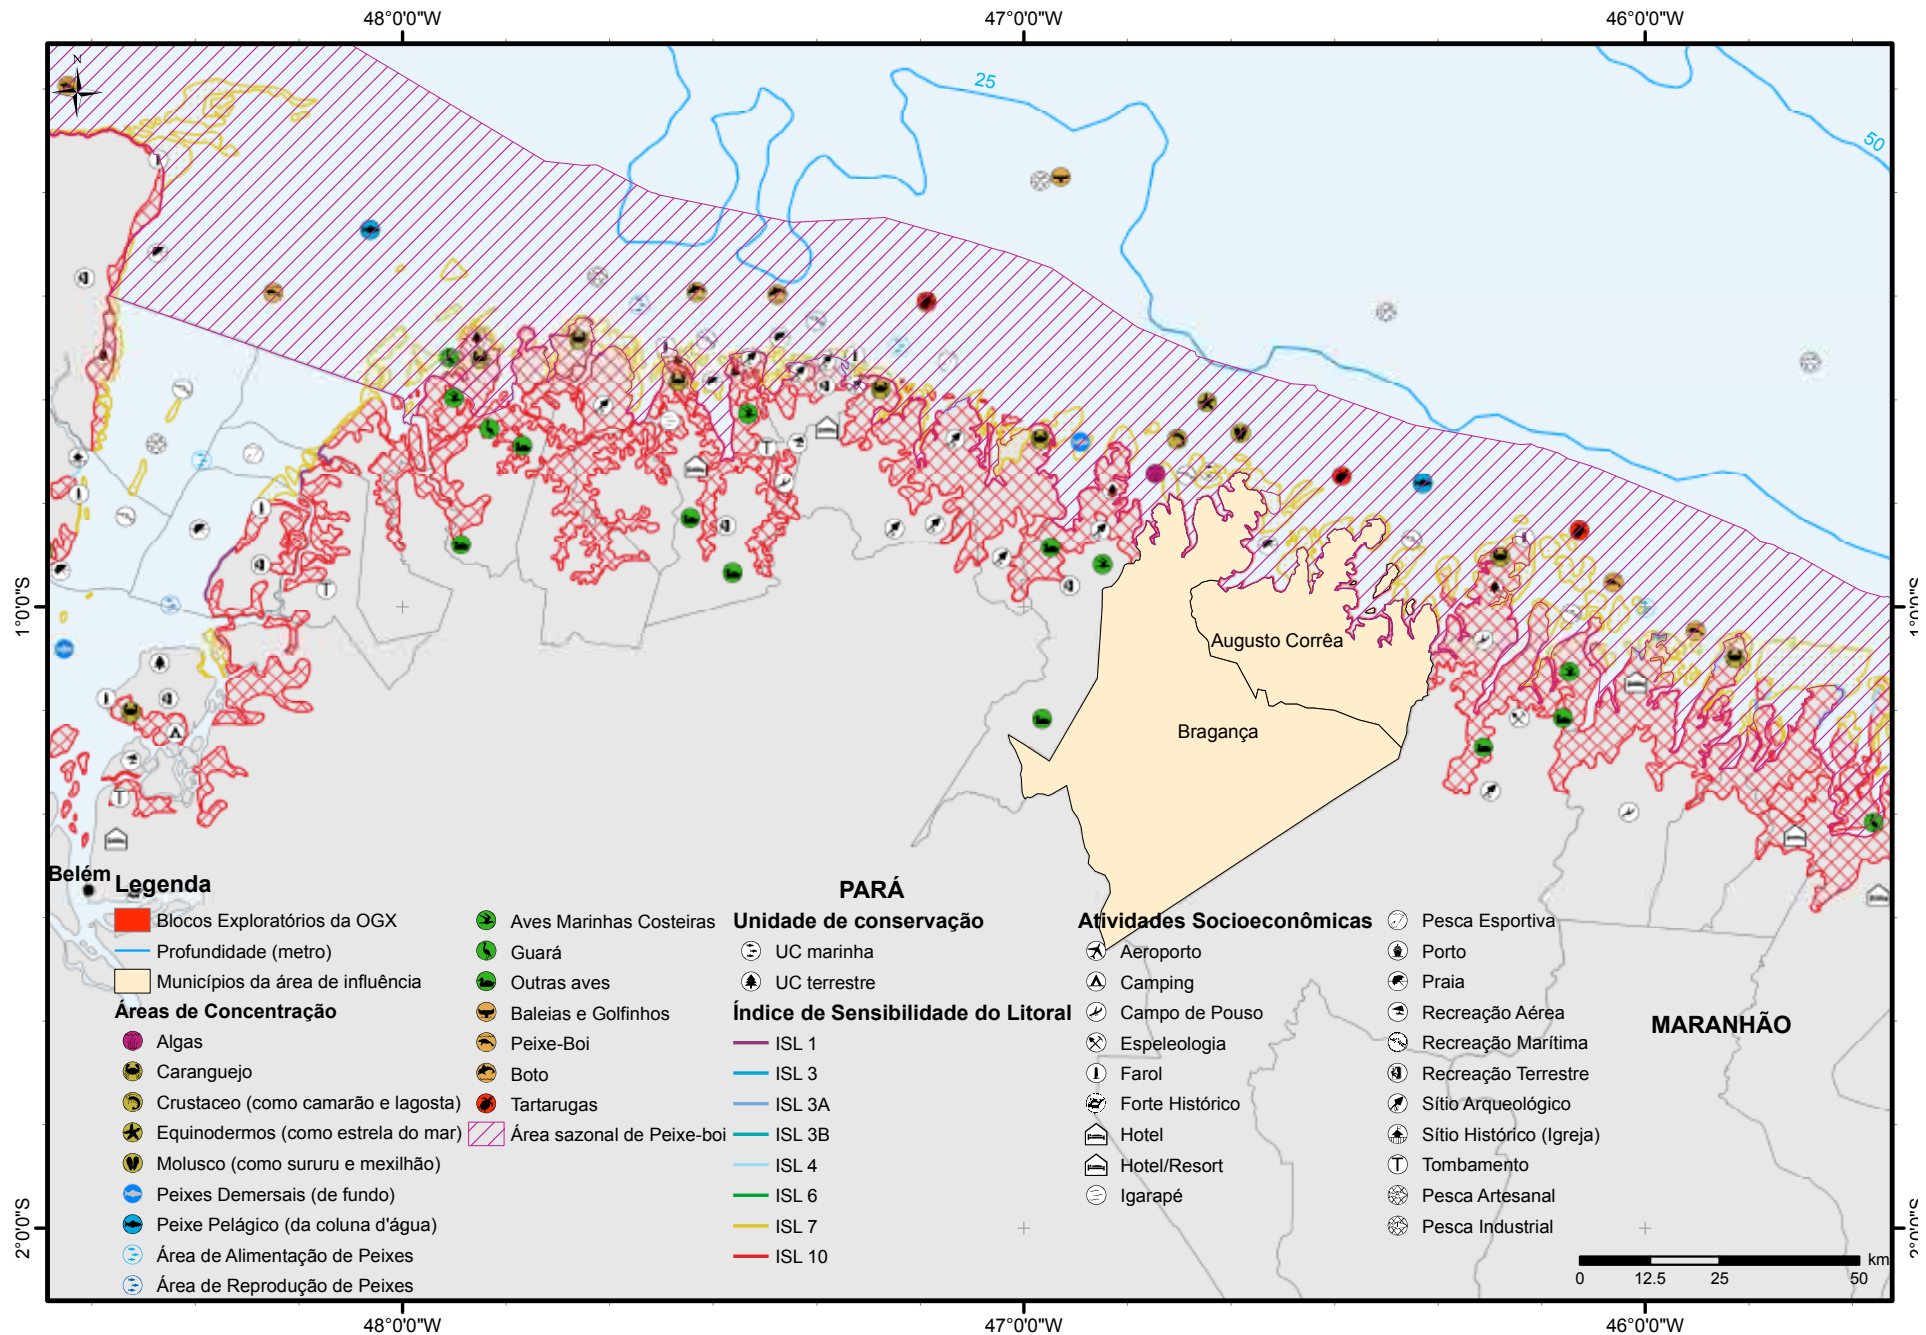 48°0'0"W
47°0'0"W
46°0'0"W
N
25
50
1°0'0"S
1°0'0"S
Augusto Corrêa
Bragança
Belém
PARÁ
MARANHÃO
Legenda
Blocos Exploratórios da OGX
Profundidade (metro)
Municípios da área de influência
Áreas de Concentração
Algas
Caranguejo
Crustaceo (como camarão e lagosta)
Equinodermos (como estrela do mar)
Molusco (como sururu e mexilhão)
Peixes Demersais (de fundo)
Peixe Pelágico (da coluna d'água)
Área de Alimentação de Peixes
Área de Reprodução de Peixes
Aves Marinhas Costeiras
Guará
Outras aves
Baleias e Golfinhos
Peixe-Boi
Boto
Tartarugas
Área sazonal de Peixe-boi
Unidade de conservação
UC marinha
UC terrestre
Índice de Sensibilidade do Litoral
ISL 1
ISL 3
ISL 3A
ISL 3B
ISL 4
ISL 6
ISL 7
ISL 10
Atividades Socioeconômicas
Aeroporto
Camping
Campo de Pouso
Espeleologia
Farol
Forte Histórico
Hotel
Hotel/Resort
Igarapé
Pesca Esportiva
Porto
Praia
Recreação Aérea
Recreação Marítima
Recreação Terrestre
Sítio Arqueológico
Sítio Histórico (Igreja)
Tombamento
Pesca Artesanal
Pesca Industrial
2°0'0"S
2°0'0"S
km
0 12.5 25 50
48°0'0"W
47°0'0"W
46°0'0"W